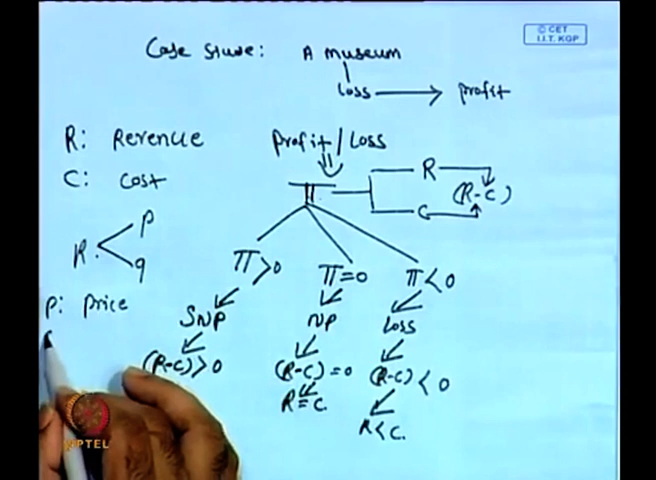 © CET
I.I.T. KGP
Case Stude: A museum
Loss → profit
R: Revenue
profit/Loss
C: Cost
π
R
C
(R-C)
R
p
q
π>0
π=0
π<0
p: price
SNP
NP
Loss
(R-C)>0
(R-C)=0
(R-C)<0
R=C.
R<C.
NPTEL